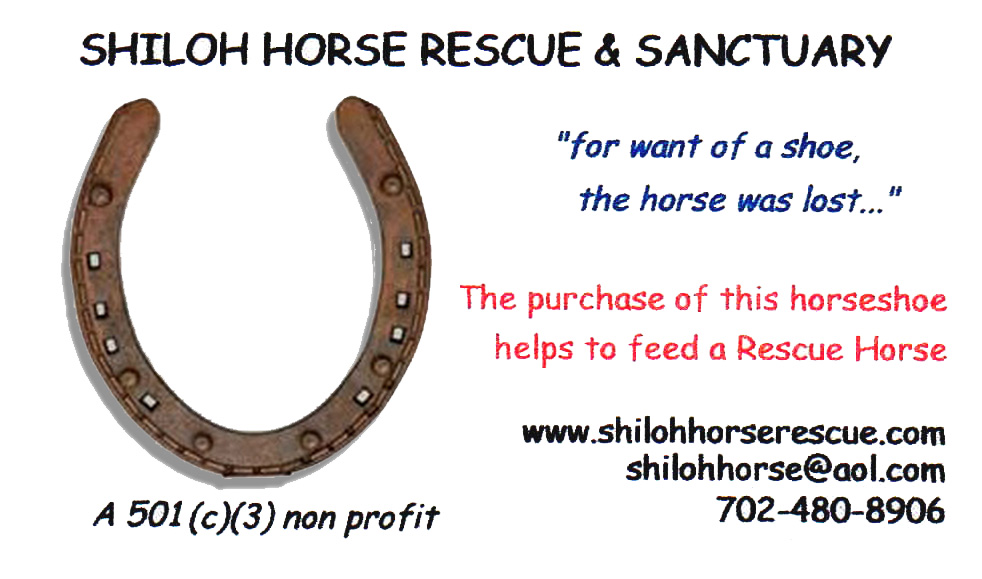 SHILOH HORSE RESCUE & SANCTUARY
"for want of a shoe,
the horse was lost..."
The purchase of this horseshoe
helps to feed a Rescue Horse
www.shilohhorserescue.com
shilohhorse@aol.com
702-480-8906
A 501(c)(3) non profit